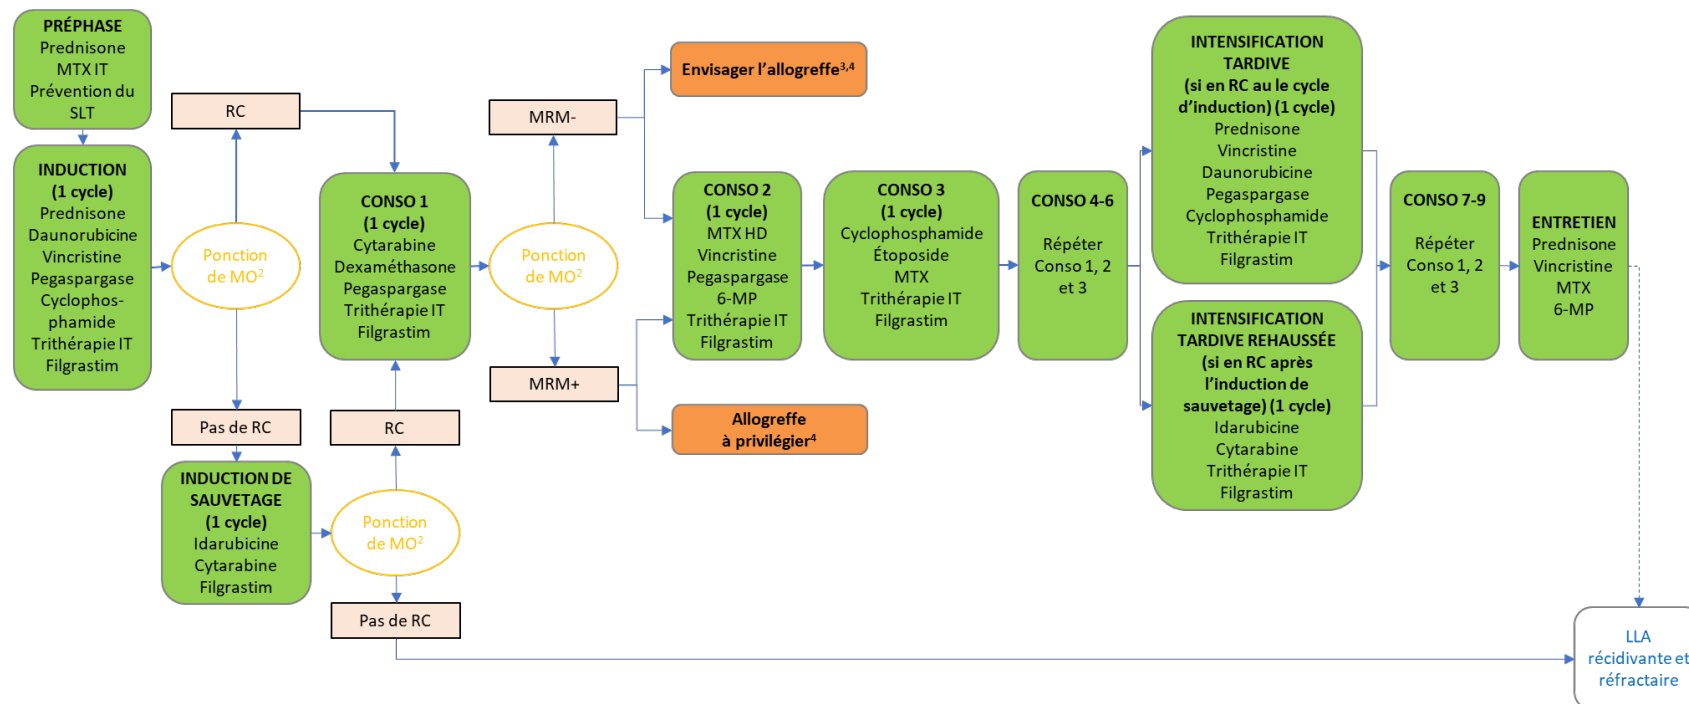 PRÉPHASE
Prednisone
MTX IT
Prévention du
SLT
INDUCTION
(1 cycle)
Prednisone
Daunorubicine
Vincristine
Pegaspargase
Cyclophos-
phamide
Trithérapie IT
Filgrastim
RC
Ponction
de MO2
Pas de RC
INDUCTION DE
SAUVETAGE
(1 cycle)
Idarubicine
Cytarabine
Filgrastim
CONSO 1
(1 cycle)
Cytarabine
Dexaméthasone
Pegaspargase
Trithérapie IT
Filgrastim
RC
Ponction
de MO2
Pas de RC
MRM-
Ponction
de MO2
MRM+
Envisager l’allogreffe3,4
CONSO 2
(1 cycle)
MTX HD
Vincristine
Pegaspargase
6-MP
Trithérapie IT
Filgrastim
Allogreffe
à privilégier4
CONSO 3
(1 cycle)
Cyclophosphamide
Étoposide
MTX
Trithérapie IT
Filgrastim
CONSO 4-6
Répéter
Conso 1, 2
et 3
INTENSIFICATION
TARDIVE
(si en RC au le cycle
d’induction) (1 cycle)
Prednisone
Vincristine
Daunorubicine
Pegaspargase
Cyclophosphamide
Trithérapie IT
Filgrastim
INTENSIFICATION
TARDIVE REHAUSSÉE
(si en RC après
l’induction de
sauvetage) (1 cycle)
Idarubicine
Cytarabine
Trithérapie IT
Filgrastim
CONSO 7-9
Répéter
Conso 1, 2
et 3
ENTRETIEN
Prednisone
Vincristine
MTX
6-MP
LLA
récidivante et
réfractaire